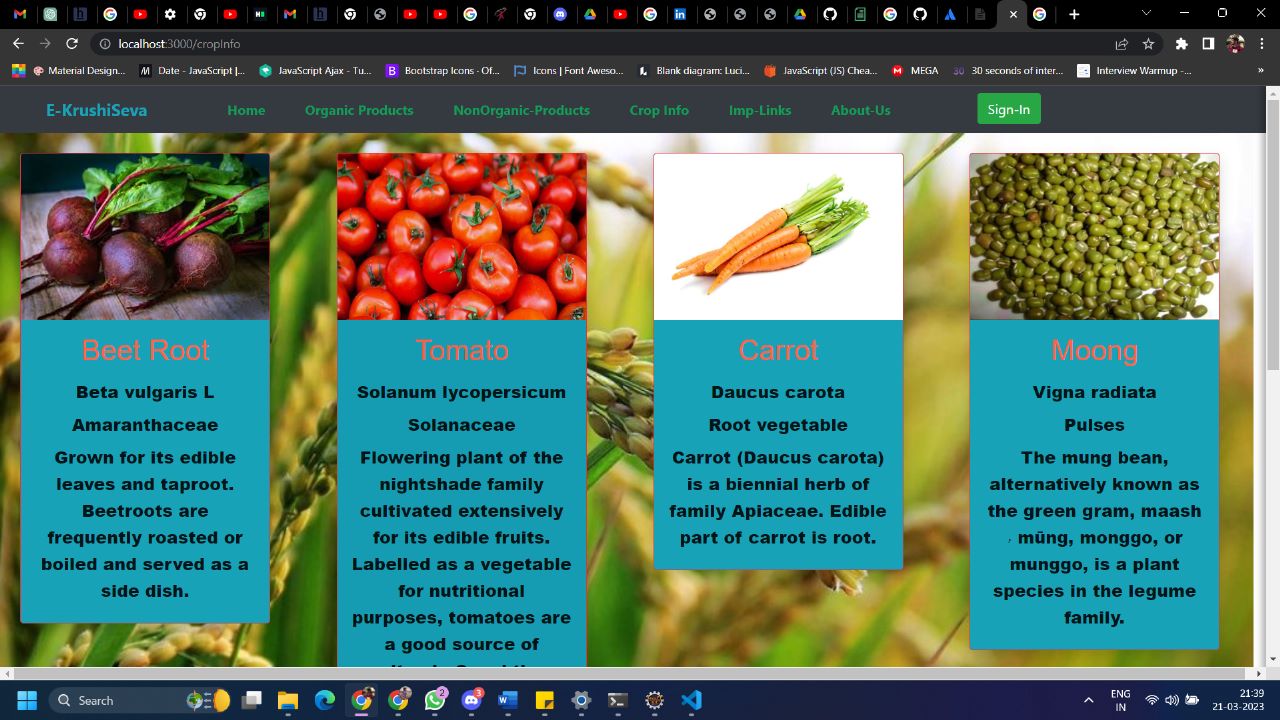 localhost:3000/cropInfo
Material Design...
Date - JavaScript |...
JavaScript Ajax - Tu...
Bootstrap Icons - Of...
Icons | Font Aweso...
Blank diagram: Luci...
JavaScript (JS) Chea...
MEGA
30 seconds of inter...
Interview Warmup -...
»
E-KrushiSeva
Home
Organic Products
NonOrganic-Products
Crop Info
Imp-Links
About-Us
Sign-In
Beet Root
Beta vulgaris L
Amaranthaceae
Grown for its edible
leaves and taproot.
Beetroots are
frequently roasted or
boiled and served as a
side dish.
Tomato
Solanum lycopersicum
Solanaceae
Flowering plant of the
nightshade family
cultivated extensively
for its edible fruits.
Labelled as a vegetable
for nutritional
purposes, tomatoes are
a good source of
Carrot
Daucus carota
Root vegetable
Carrot (Daucus carota)
is a biennial herb of
family Apiaceae. Edible
part of carrot is root.
Moong
Vigna radiata
Pulses
The mung bean,
alternatively known as
the green gram, maash
mūng, monggo, or
munggo, is a plant
species in the legume
family.
Search
2
3
ENG
IN
21:39
21-03-2023